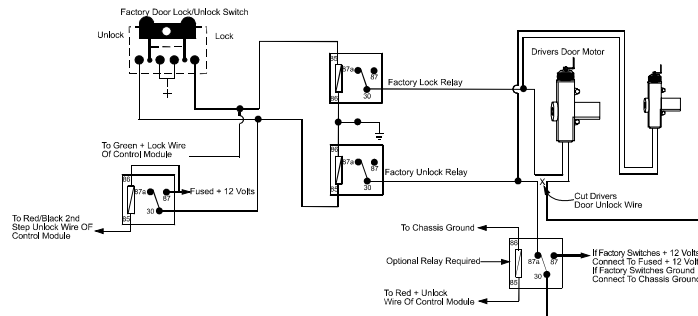 Factory Door Lock/Unlock Switch
Unlock
Lock
85
87a
87
86
30
Factory Lock Relay
Drivers Door Motor
To Green + Lock Wire
Of Control Module
86
87a
87
85
30
Factory Unlock Relay
86
87a
87
85
30
Fused + 12 Volts
To Red/Black 2nd
Step Unlock Wire OF
Control Module
X
Cut Drivers
Door Unlock Wire
To Chassis Ground
Optional Relay Required
86
87a
87
85
30
To Red + Unlock
Wire Of Control Module
If Factory Switches + 12 Volts
Connect To Fused + 12 Volts
If Factory Switches Ground
Connect To Chassis Ground